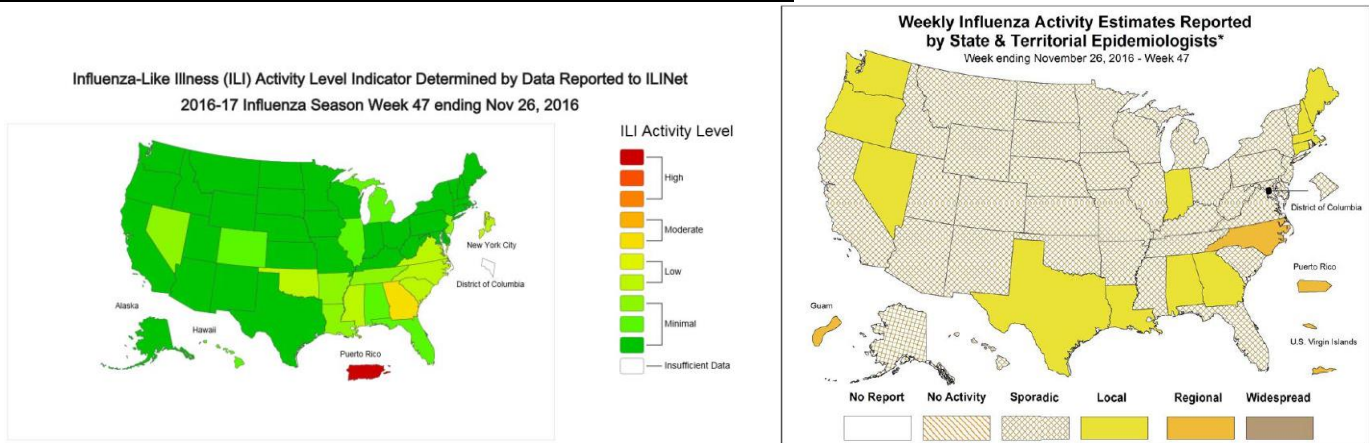 Influenza-Like Illness (ILI) Activity Level Indicator Determined by Data Reported to ILINet
2016-17 Influenza Season Week 47 ending Nov 26, 2016
ILI Activity Level
High
Moderate
Low
Minimal
Insufficient Data
New York City
District of Columbia
Alaska
Hawaii
Puerto Rico
Weekly Influenza Activity Estimates Reported
by State & Territorial Epidemiologists*
Week ending November 26, 2016 - Week 47
District of Columbia
Puerto Rico
Guam
U.S. Virgin Islands
No Report No Activity Sporadic Local Regional Widespread